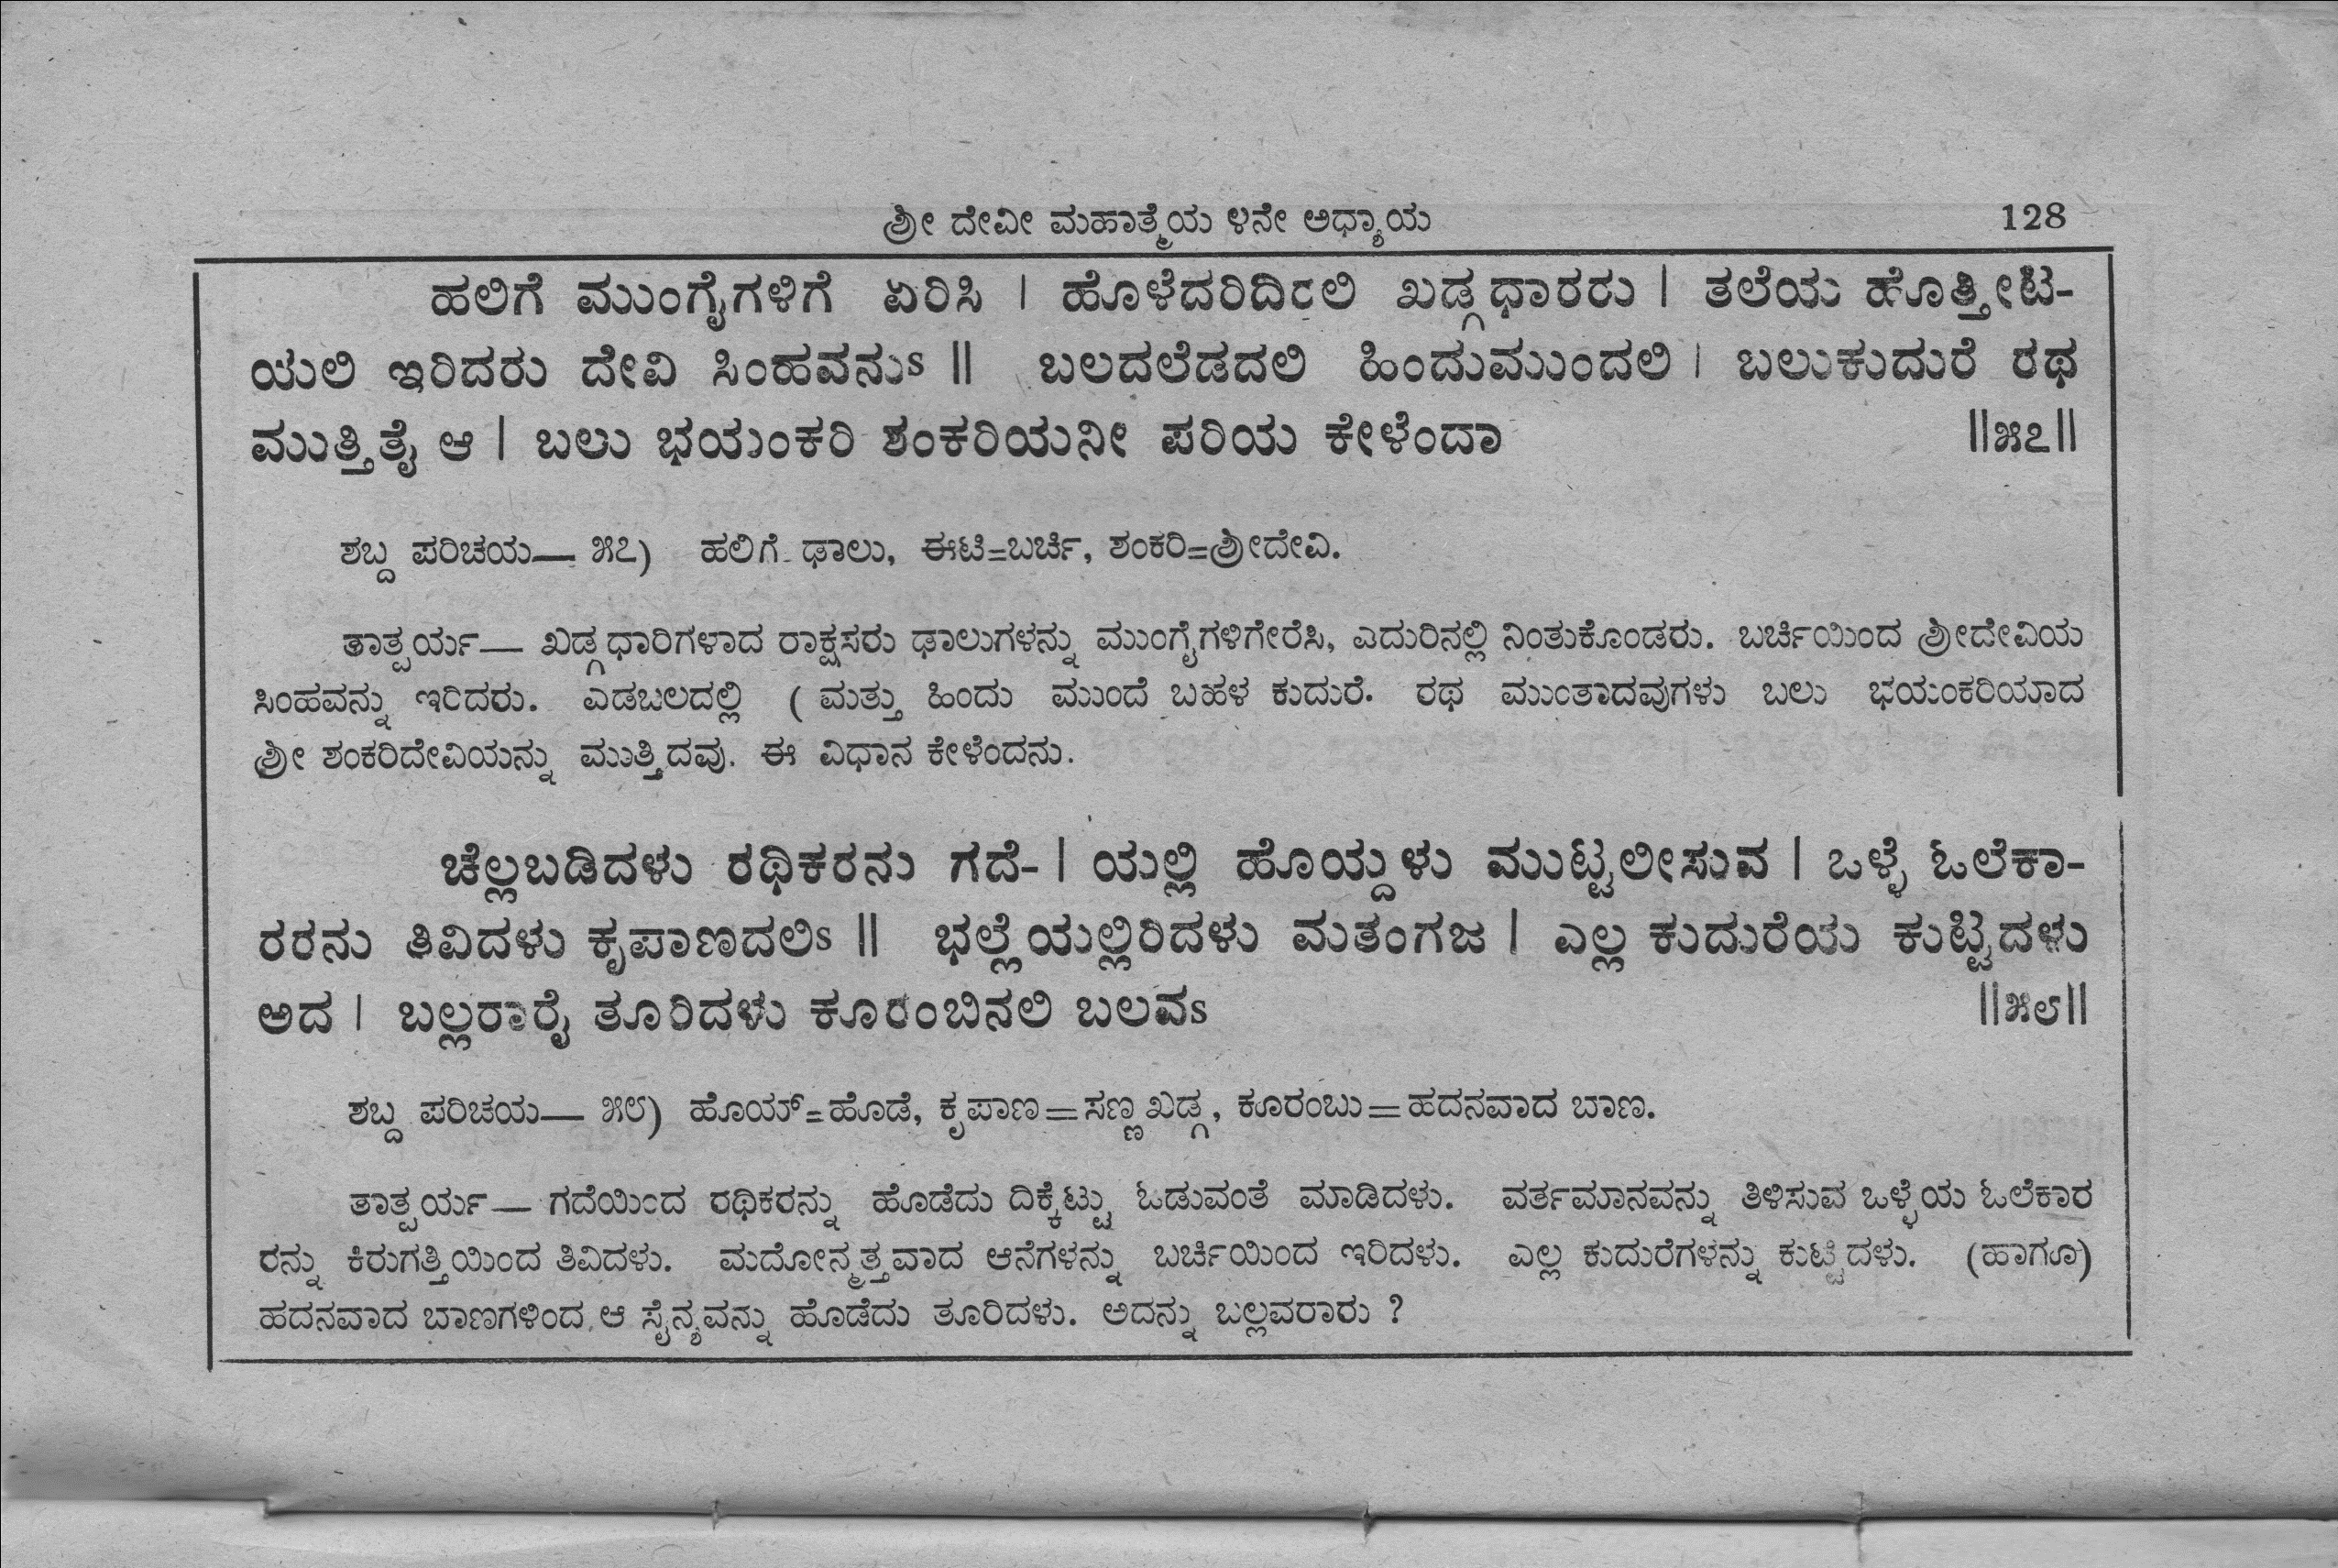 ಶ್ರೀ ದೇವೀ ಮಹಾತ್ಮೆಯ ೪ನೇ ಅಧ್ಯಾಯ 128
ಹಲಿಗೆ ಮುಂಗೈಗಳಿಗೆ ಏರಿಸಿ | ಹೊಳೆದರಿದಿರಲಿ ಖಡ್ಗಧಾರರು | ತಲೆಯ ಹೊತ್ತೀಟಿ-
ಯಲಿ ಇರಿದರು ದೇವಿ ಸಿಂಹವನುs || ಬಲದಲೆಡದಲಿ ಹಿಂದುಮುಂದಲಿ | ಬಲುಕುದುರೆ ರಥ
ಮುತ್ತಿತೈ ಆ | ಬಲು ಭಯಂಕರಿ ಶಂಕರಿಯನೀ ಪರಿಯ ಕೇಳೆಂದಾ ||೫೭||
ಶಬ್ದ ಪರಿಚಯ— ೫೭) ಹಲಿಗೆ-ಢಾಲು, ಈಟಿ=ಬರ್ಚಿ, ಶಂಕರಿ=ಶ್ರೀದೇವಿ.
ತಾತ್ಪರ್ಯ— ಖಡ್ಗಧಾರಿಗಳಾದ ರಾಕ್ಷಸರು ಢಾಲುಗಳನ್ನು ಮುಂಗೈಗಳಿಗೇರಿಸಿ, ಎದುರಿನಲ್ಲಿ ನಿಂತುಕೊಂಡರು. ಬರ್ಚಿಯಿಂದ ಶ್ರೀದೇವಿಯ
ಸಿಂಹವನ್ನು ಇರಿದರು. ಎಡಬಲದಲ್ಲಿ ( ಮತ್ತು ಹಿಂದು ಮುಂದೆ ಬಹಳ ಕುದುರೆ. ರಥ ಮುಂತಾದವುಗಳು ಬಲು ಭಯಂಕರಿಯಾದ
ಶ್ರೀ ಶಂಕರಿದೇವಿಯನ್ನು ಮುತ್ತಿದವು. ಈ ವಿಧಾನ ಕೇಳೆಂದನು.
ಚೆಲ್ಲಬಡಿದಳು ರಥಿಕರನು ಗದೆ- | ಯಲ್ಲಿ ಹೊಯ್ದಳು ಮುಟ್ಟಲೀಸುವ | ಒಳ್ಳೆ ಓಲೆಕಾ-
ರರನು ತಿವಿದಳು ಕೃಪಾಣದಲಿs || ಭಲ್ಲೆಯಲ್ಲಿರಿದಳು ಮತಂಗಜ | ಎಲ್ಲ ಕುದುರೆಯ ಕುಟ್ಟಿದಳು
ಅದ | ಬಲ್ಲರಾರೈ ತೂರಿದಳು ಕೂರಂಬಿನಲಿ ಬಲವs ||೫೮||
ಶಬ್ದ ಪರಿಚಯ— ೫೮) ಹೊಯ್=ಹೊಡೆ, ಕೃಪಾಣ=ಸಣ್ಣ ಖಡ್ಗ, ಕೂರಂಬು=ಹದನವಾದ ಬಾಣ.
ತಾತ್ಪರ್ಯ— ಗದೆಯಿಂದ ರಥಿಕರನ್ನು ಹೊಡೆದು ದಿಕ್ಕೆಟ್ಟು ಓಡುವಂತೆ ಮಾಡಿದಳು. ವರ್ತಮಾನವನ್ನು ತಿಳಿಸುವ ಒಳ್ಳೆಯ ಓಲೆಕಾರ
ರನ್ನು ಕಿರುಗತ್ತಿಯಿಂದ ತಿವಿದಳು. ಮದೋನ್ಮತ್ತವಾದ ಆನೆಗಳನ್ನು ಬರ್ಚಿಯಿಂದ ಇರಿದಳು. ಎಲ್ಲ ಕುದುರೆಗಳನ್ನು ಕುಟ್ಟಿದಳು. (ಹಾಗೂ)
ಹದನವಾದ ಬಾಣಗಳಿಂದ ಆ ಸೈನ್ಯವನ್ನು ಹೊಡೆದು ತೂರಿದಳು. ಅದನ್ನು ಬಲ್ಲವರಾರು ?